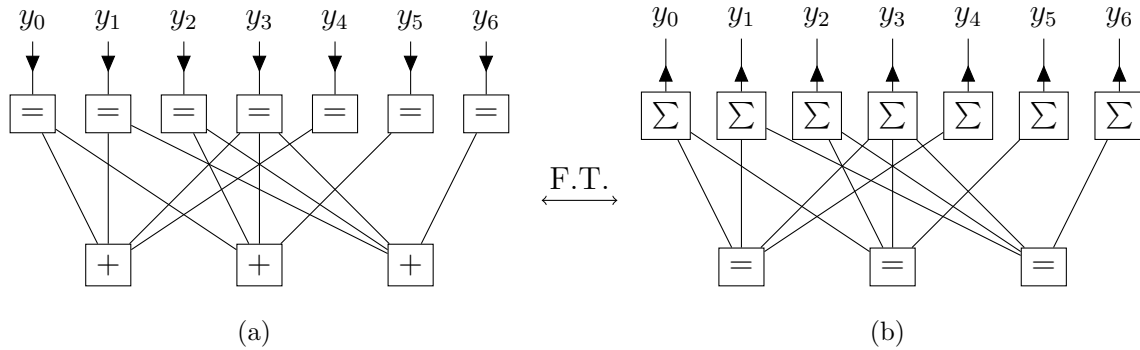 y0 y1 y2 y3 y4 y5 y6 y0 y1 y2 y3 y4 y5 y6
= = = = = = = Σ Σ Σ Σ Σ Σ Σ
F.T.
+ + + = = =
(a) (b)